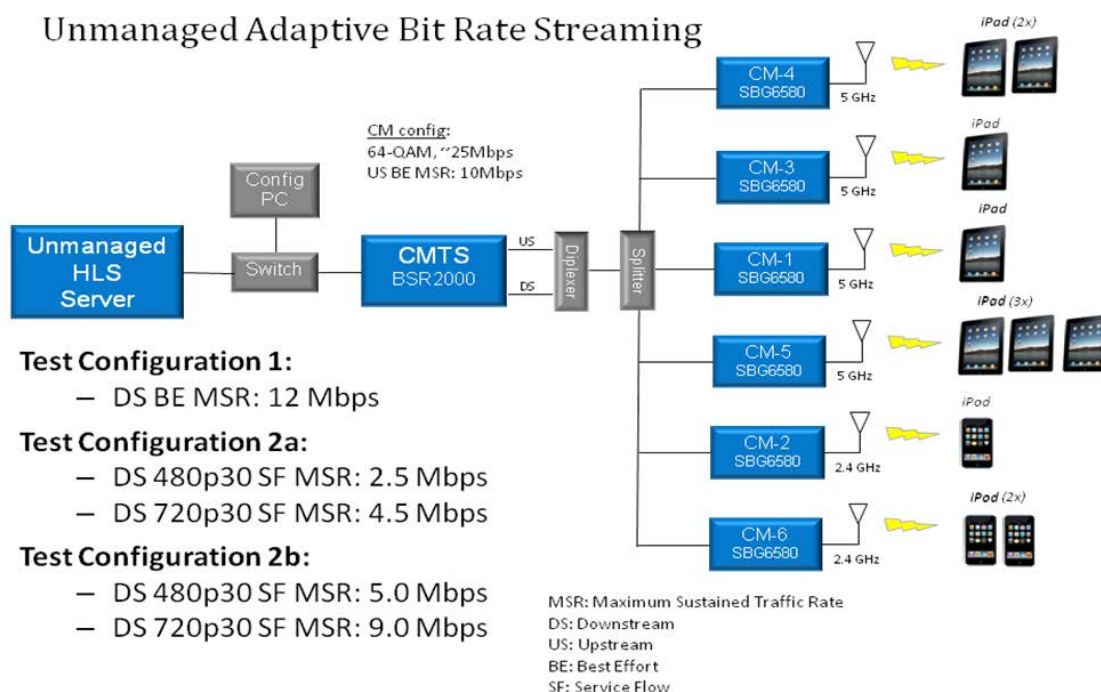 Unmanaged Adaptive Bit Rate Streaming
CM config:
64-QAM, ~25Mbps
US BE MSR: 10Mbps
Config
PC
Unmanaged
HLS
Server
Switch
CMTS
BSR2000
US
DS
Diplexer
Splitter
CM-4
SBG6580
5 GHz
iPad (2x)
CM-3
SBG6580
5 GHz
iPad
CM-1
SBG6580
5 GHz
iPad
CM-5
SBG6580
5 GHz
iPad (3x)
CM-2
SBG6580
2.4 GHz
iPod
CM-6
SBG6580
2.4 GHz
iPod (2x)
Test Configuration 1:
– DS BE MSR: 12 Mbps
Test Configuration 2a:
– DS 480p30 SF MSR: 2.5 Mbps
– DS 720p30 SF MSR: 4.5 Mbps
Test Configuration 2b:
– DS 480p30 SF MSR: 5.0 Mbps
– DS 720p30 SF MSR: 9.0 Mbps
MSR: Maximum Sustained Traffic Rate
DS: Downstream
US: Upstream
BE: Best Effort
SF: Service Flow